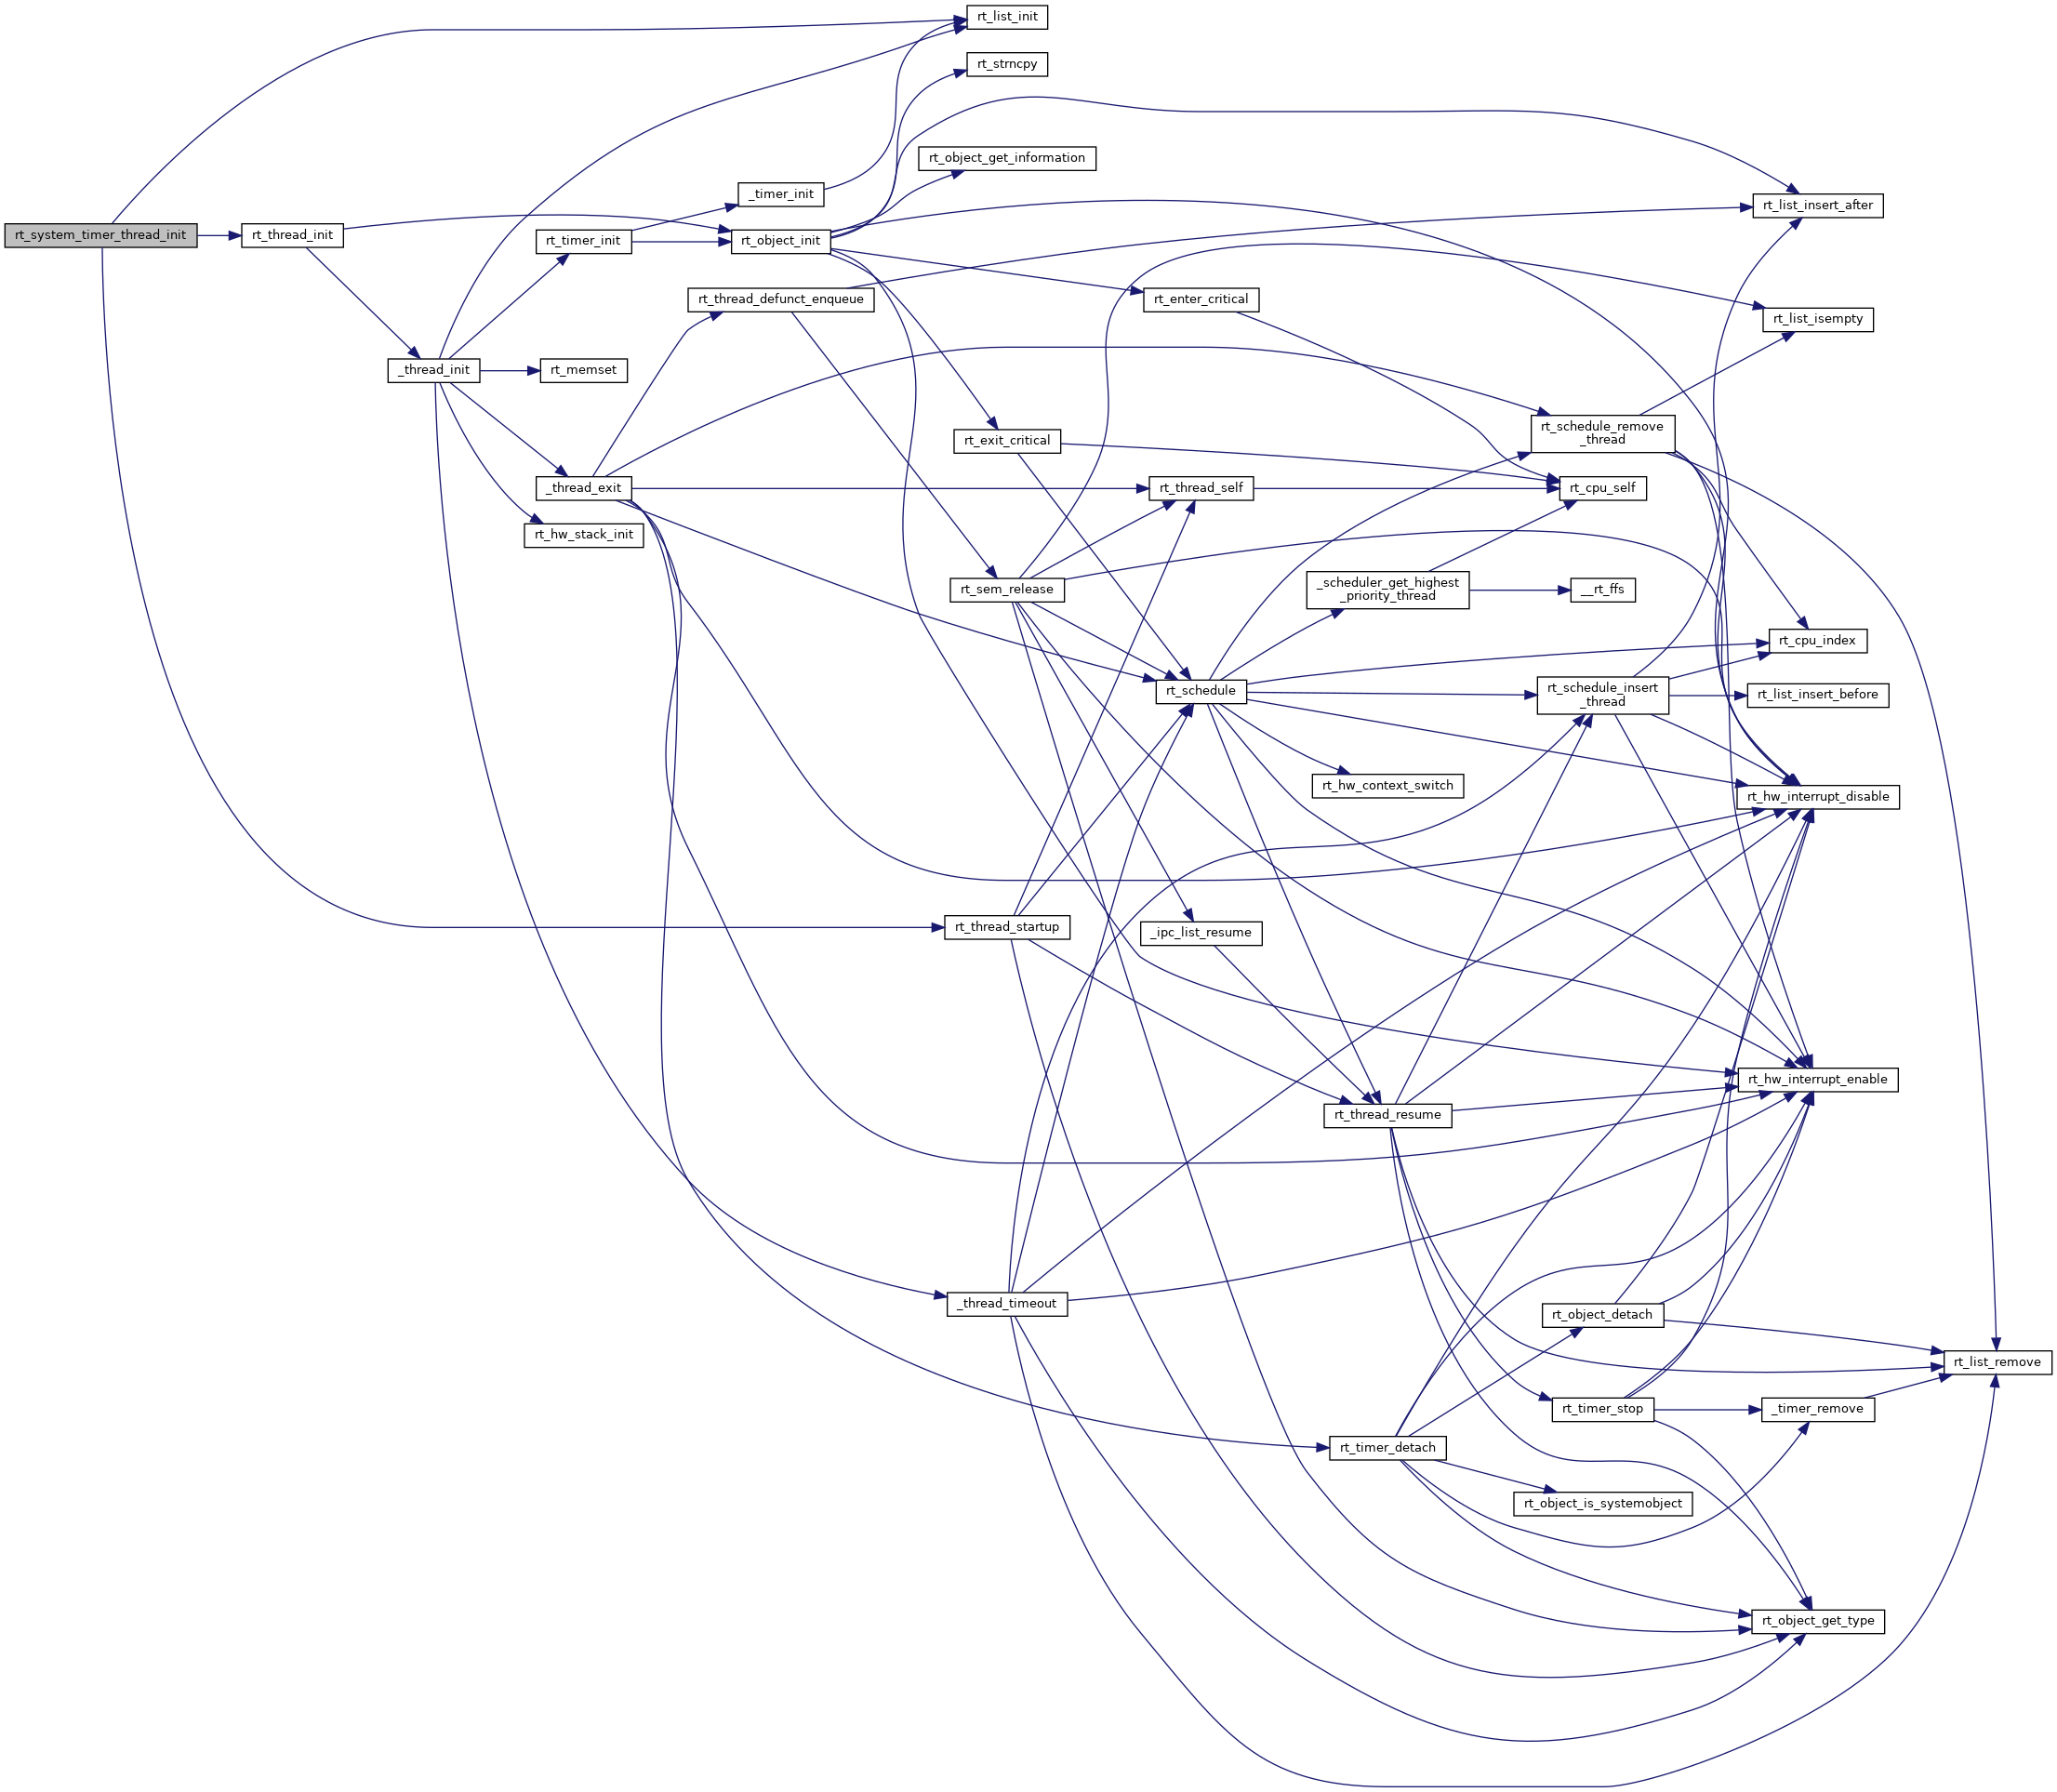 rt_list_init
rt_strncpy
rt_object_get_information
_timer_init
rt_list_insert_after
rt_system_timer_thread_init
rt_thread_init
rt_timer_init
rt_object_init
rt_thread_defunct_enqueue
rt_enter_critical
rt_list_isempty
_thread_init
rt_memset
rt_exit_critical
rt_schedule_remove
_thread
_thread_exit
rt_thread_self
rt_cpu_self
rt_hw_stack_init
rt_sem_release
_scheduler_get_highest
_priority_thread
__rt_ffs
rt_cpu_index
rt_schedule
rt_schedule_insert
_thread
rt_list_insert_before
rt_hw_context_switch
rt_hw_interrupt_disable
rt_thread_startup
_ipc_list_resume
rt_hw_interrupt_enable
rt_thread_resume
_thread_timeout
rt_object_detach
rt_list_remove
rt_timer_stop
_timer_remove
rt_timer_detach
rt_object_is_systemobject
rt_object_get_type